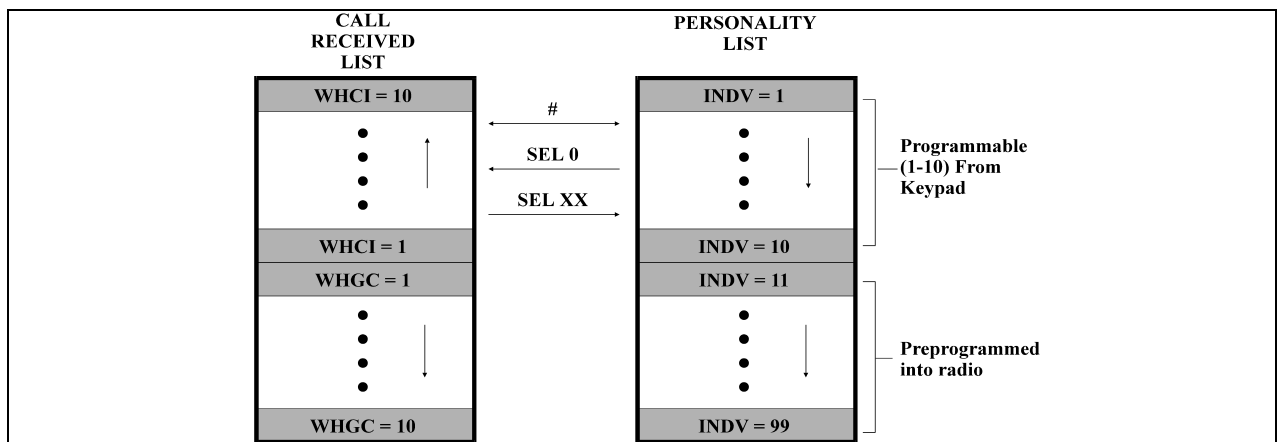 CALL
RECEIVED
LIST
WHCI = 10
WHCI = 1
WHGC = 1
WHGC = 10
#
SEL 0
SEL XX
PERSONALITY
LIST
INDV = 1
INDV = 10
INDV = 11
INDV = 99
Programmable
(1-10) From
Keypad
Preprogrammed
into radio